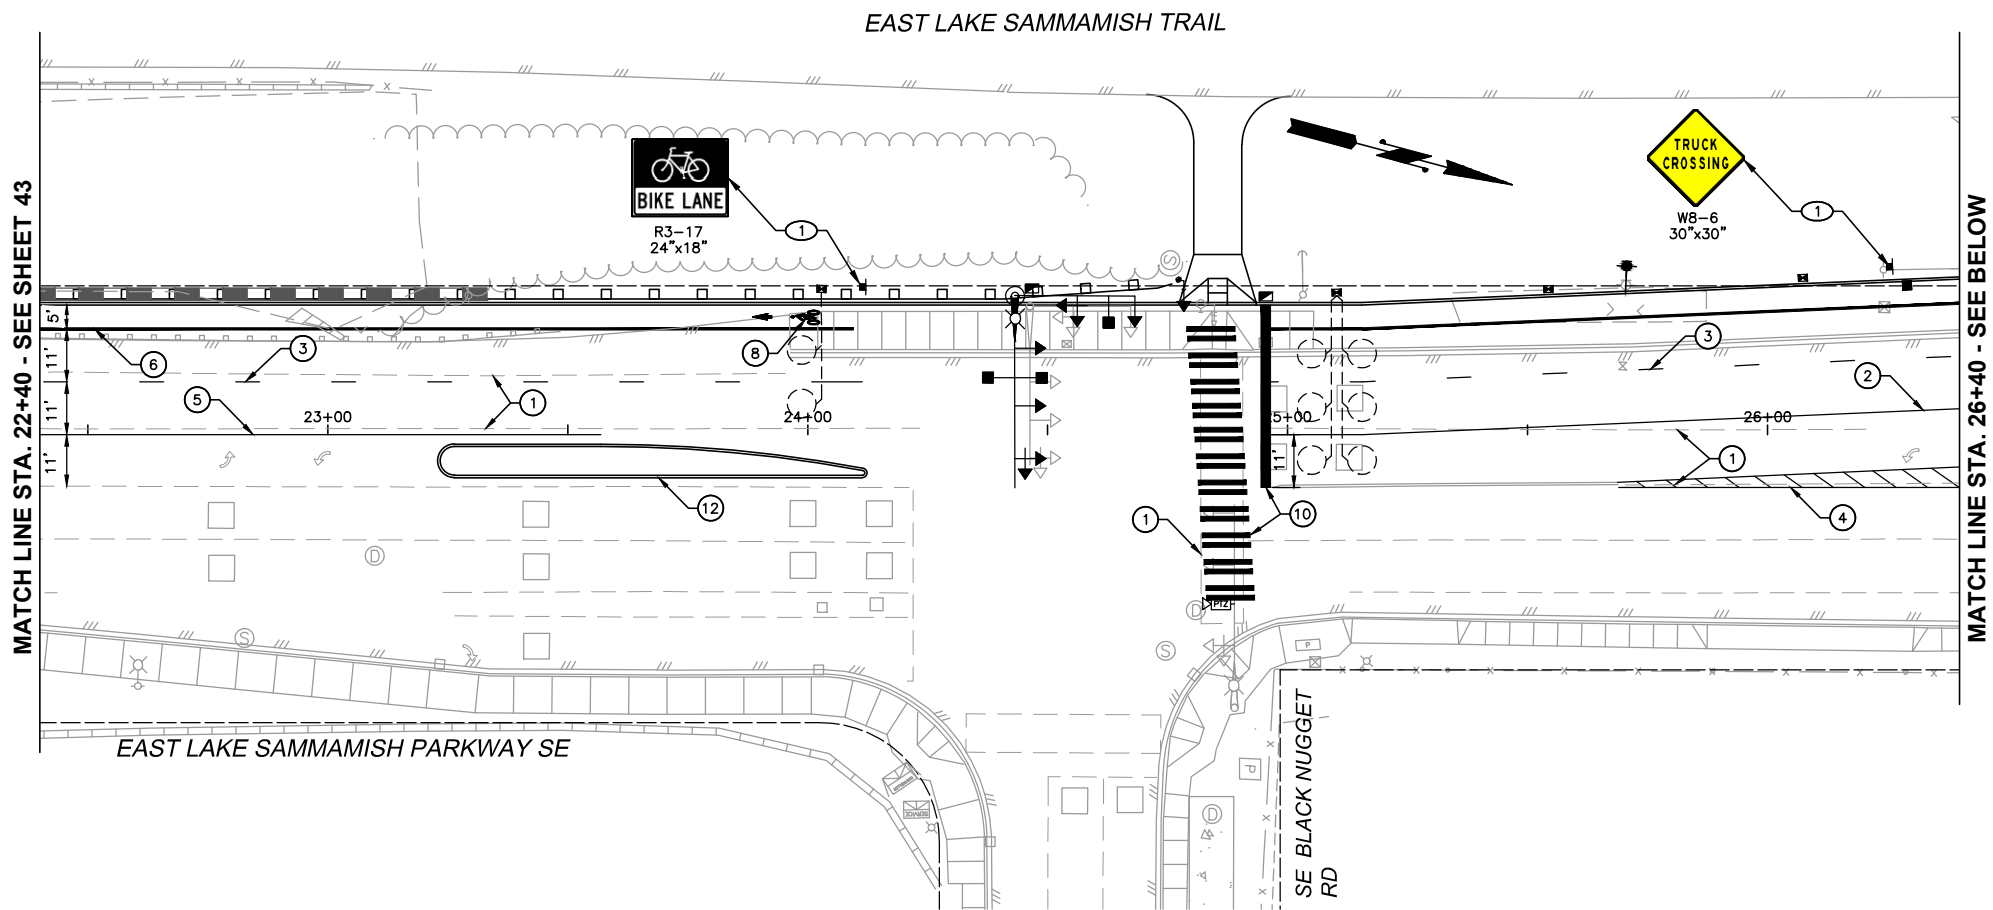 EAST LAKE SAMMAMISH TRAIL
MATCH LINE STA. 22+40 - SEE SHEET 43
BIKE LANE
R3-17
24"x18"
1
TRUCK
CROSSING
W8-6
30"x30"
1
MATCH LINE STA. 26+40 - SEE BELOW
5'
11'
11'
11'
6
3
8
5
1
23+00
24+00
25+00
26+00
3
2
11'
1
12
1
10
4
D
S
S
PTZ
D
S
P
P
D
SERVICE
EAST LAKE SAMMAMISH PARKWAY SE
SE BLACK NUGGET
RD